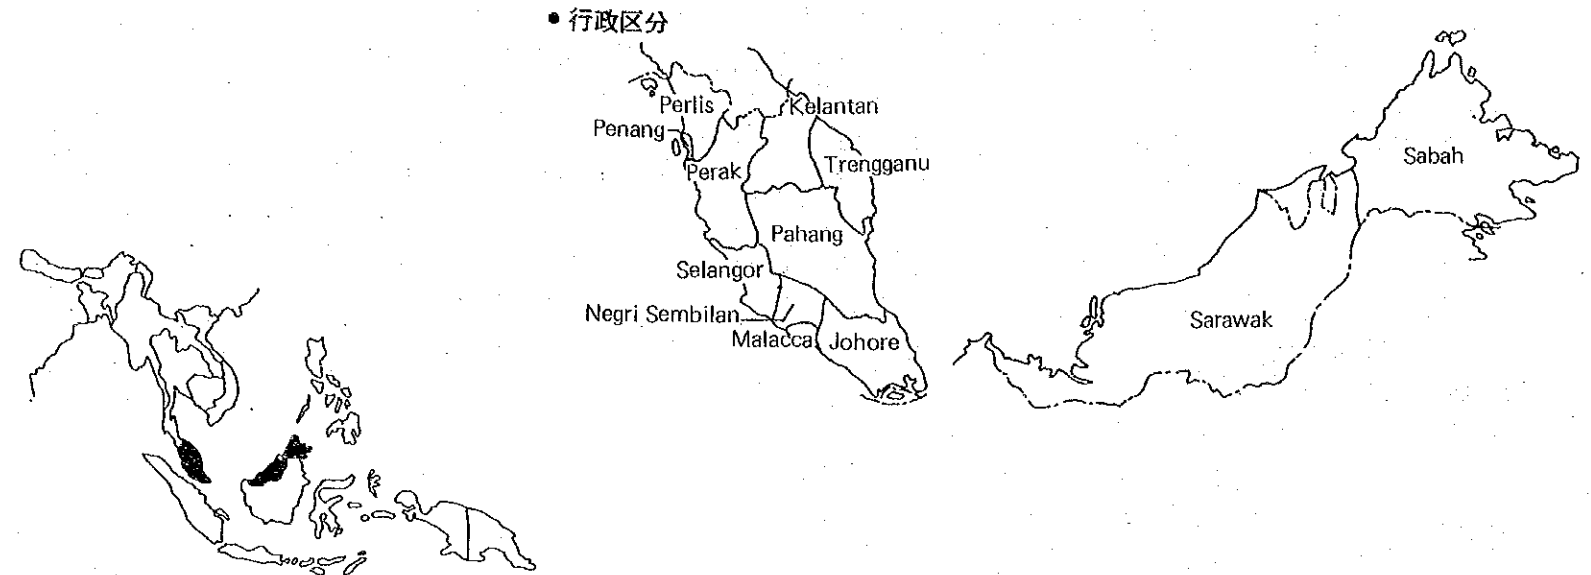 ● 行政区分
Perlis
Kelantan
Penang
Perak
Trengganu
Sabah
Pahang
Selangor
Negri Sembilan
Sarawak
Malacca
Johore